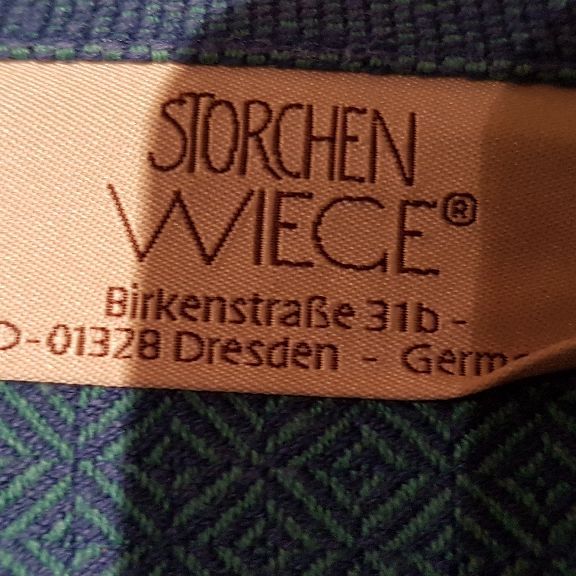 STORCHEN
WIEGE®
Birkenstraße 31b -
D-01328 Dresden - Germ